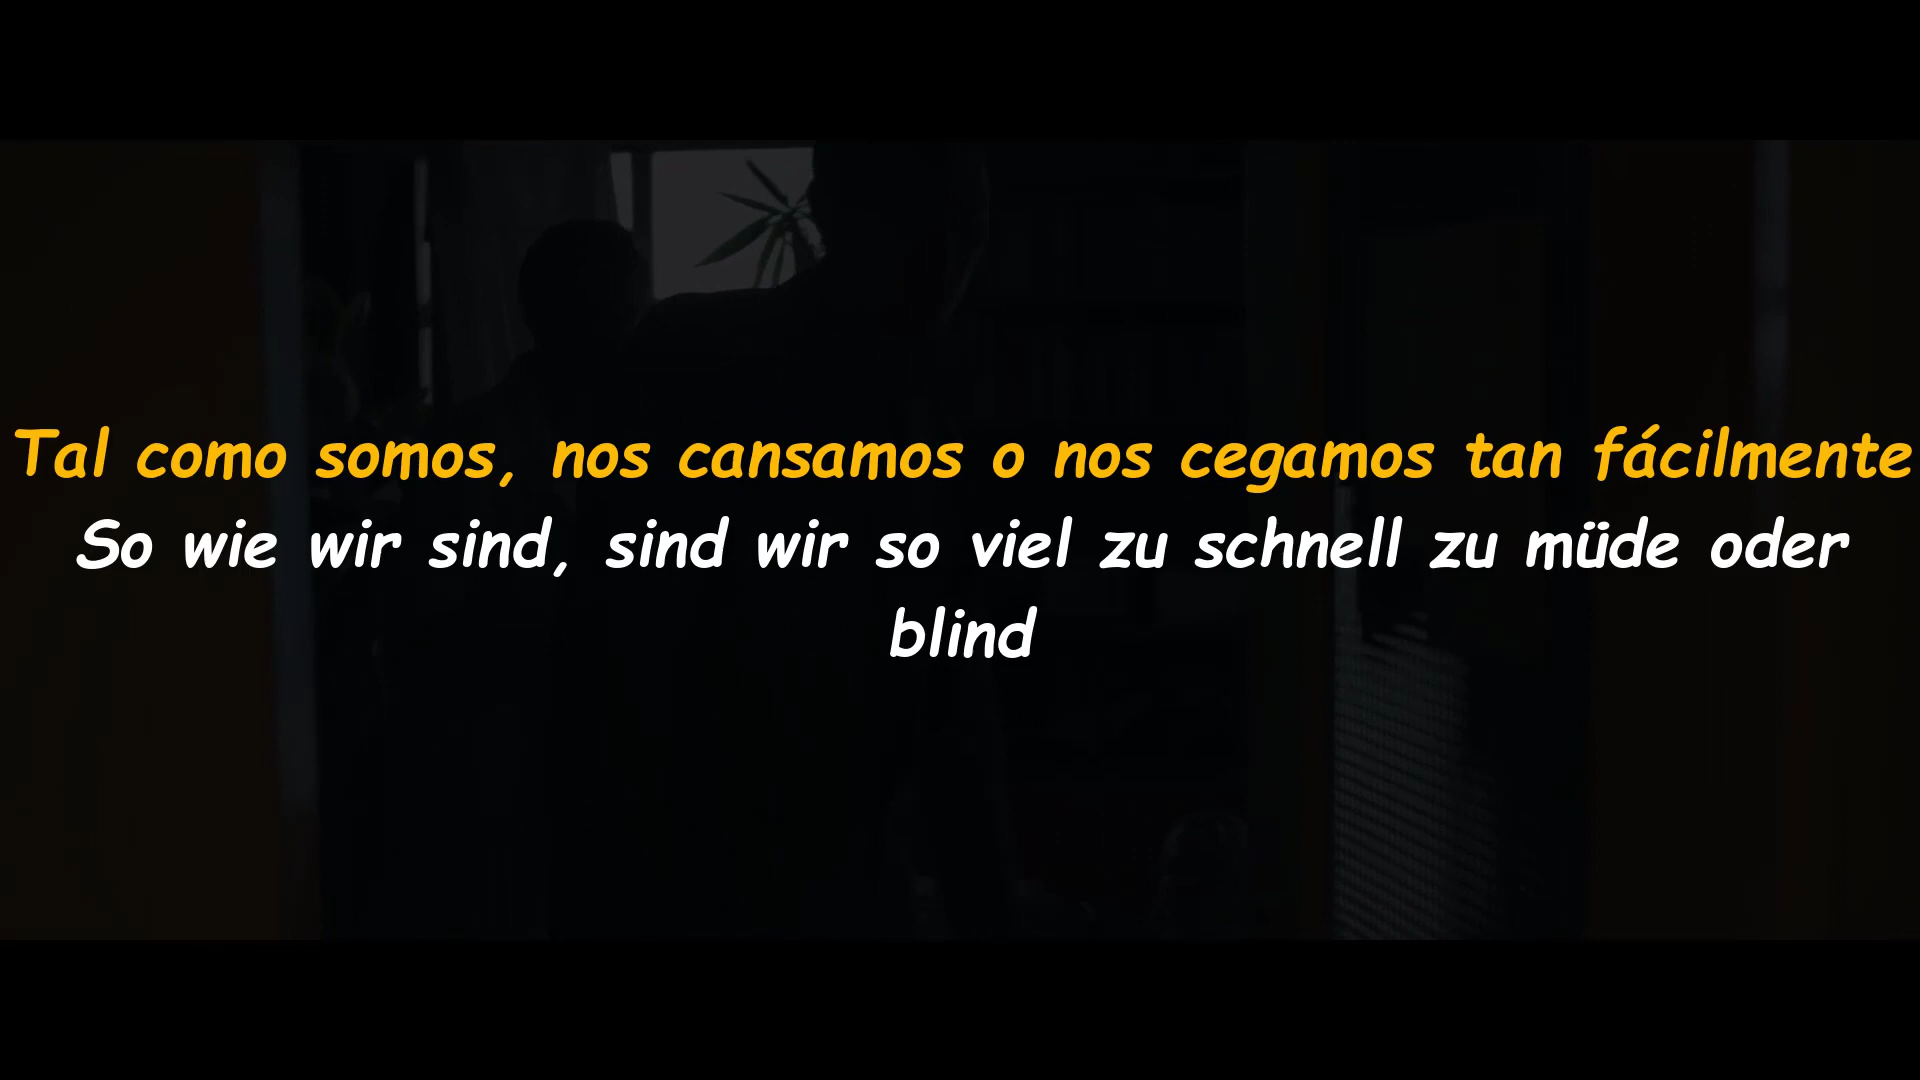 Tal como somos, nos cansamos o nos cegamos tan fácilmente
So wie wir sind, sind wir so viel zu schnell zu müde oder
blind